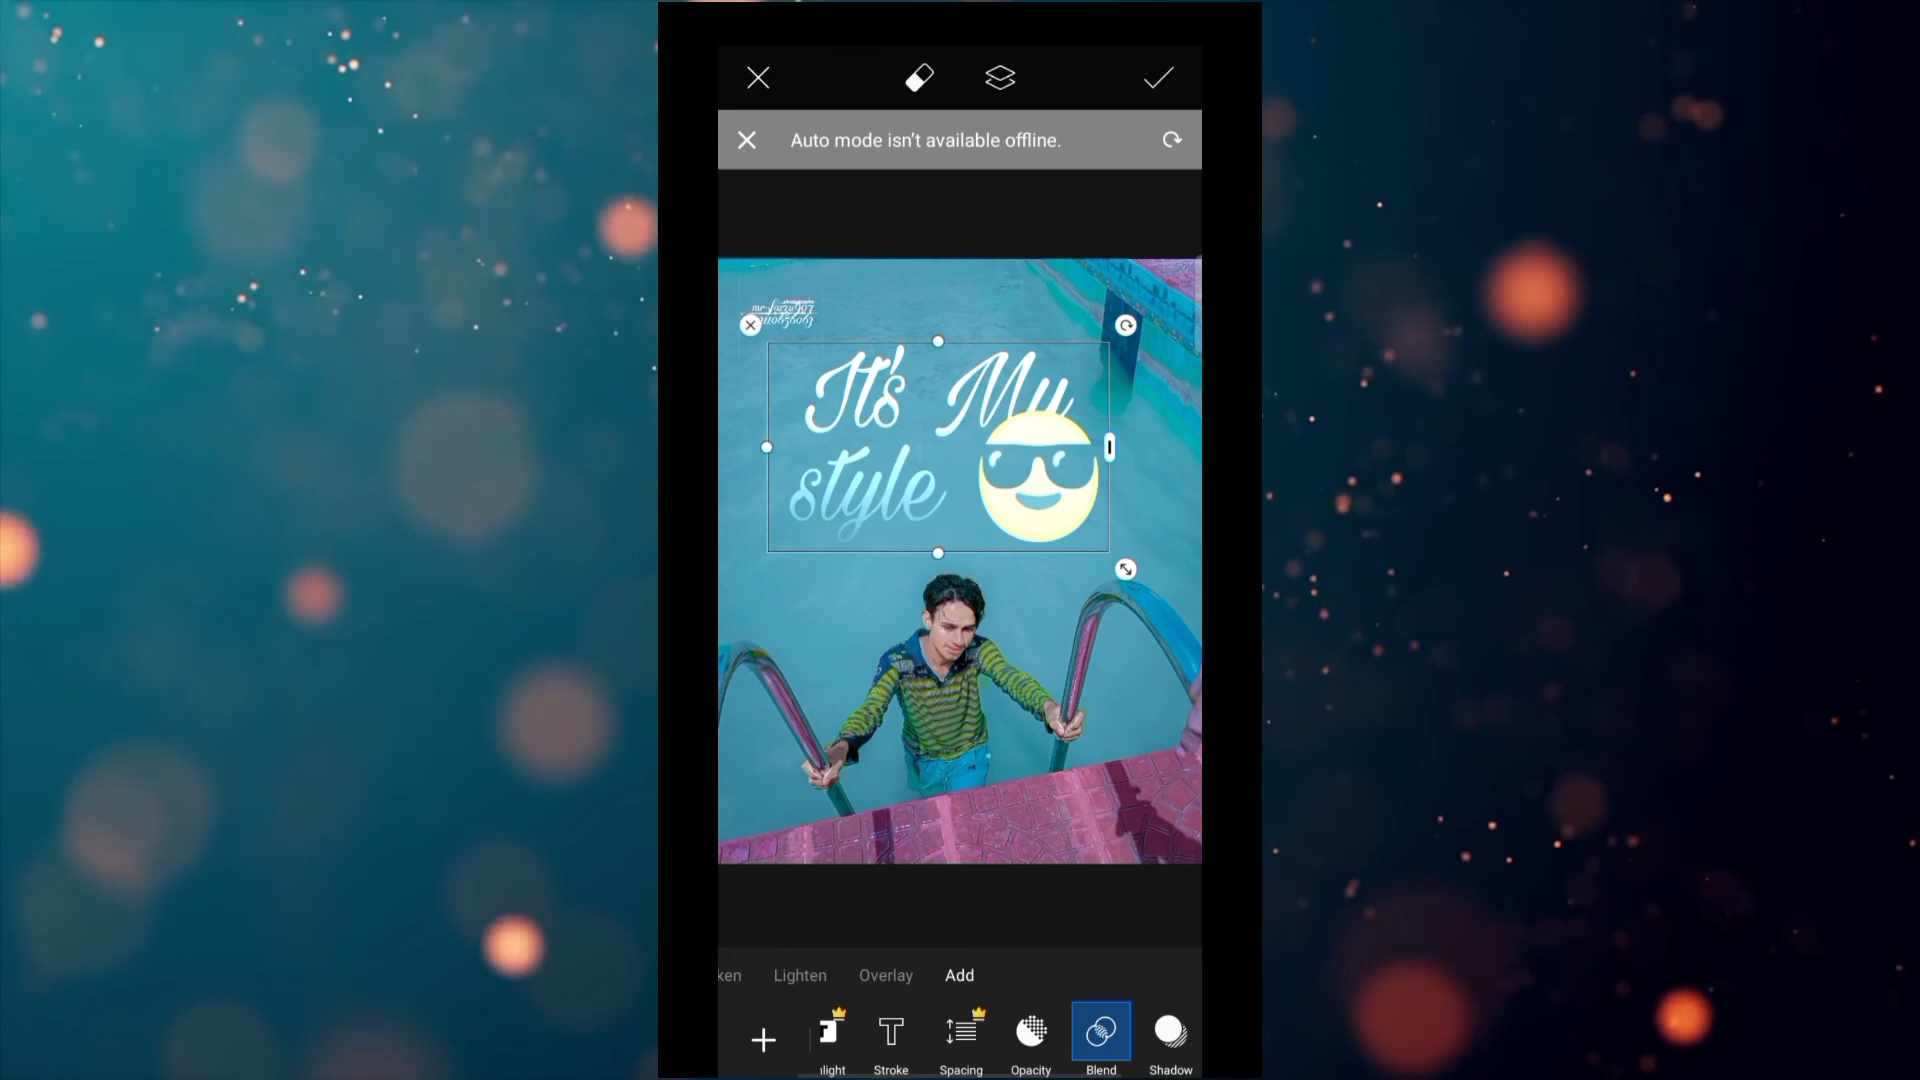 Auto mode isn't available offline.
It's My
style
ken Lighten Overlay Add
light Stroke Spacing Opacity Blend Shadow